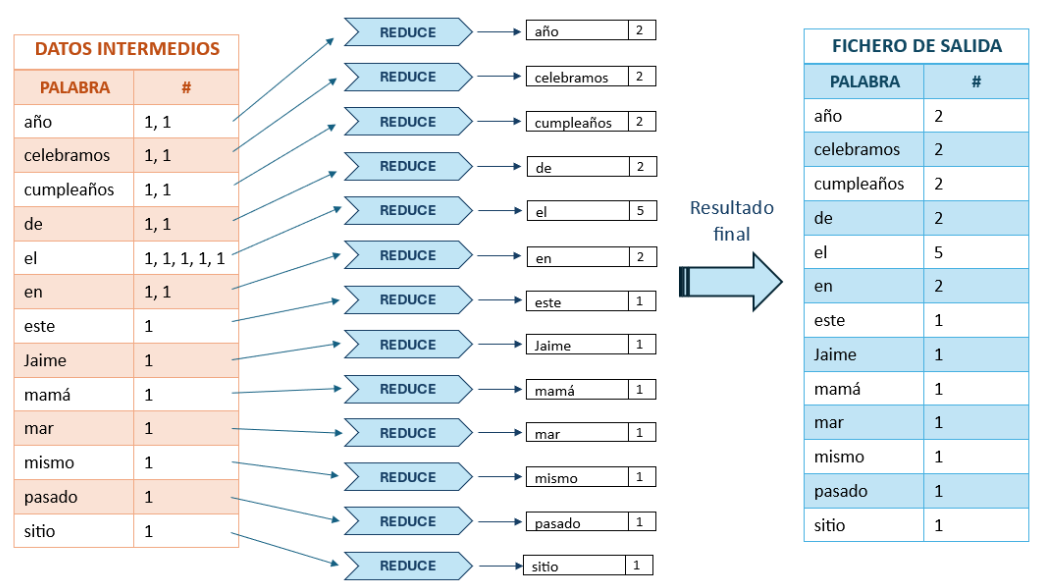 DATOS INTERMEDIOS
PALABRA #
año 1, 1
celebramos 1, 1
cumpleaños 1, 1
de 1, 1
el 1, 1, 1, 1, 1
en 1, 1
este 1
Jaime 1
mamá 1
mar 1
mismo 1
pasado 1
sitio 1
REDUCE año 2
REDUCE celebramos 2
REDUCE cumpleaños 2
REDUCE de 2
REDUCE el 5
REDUCE en 2
REDUCE este 1
REDUCE Jaime 1
REDUCE mamá 1
REDUCE mar 1
REDUCE mismo 1
REDUCE pasado 1
REDUCE sitio 1
Resultado
final
FICHERO DE SALIDA
PALABRA #
año 2
celebramos 2
cumpleaños 2
de 2
el 5
en 2
este 1
Jaime 1
mamá 1
mar 1
mismo 1
pasado 1
sitio 1